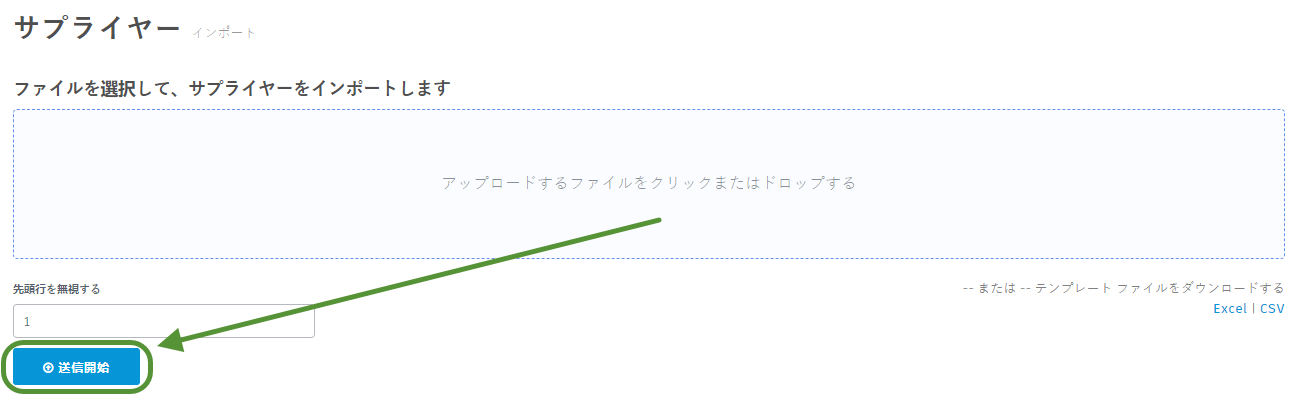 サプライヤー インポート
ファイルを選択して、サプライヤーをインポートします
アップロードするファイルをクリックまたはドロップする
先頭行を無視する
-- または -- テンプレート ファイルをダウンロードする
1
Excel | CSV
送信開始